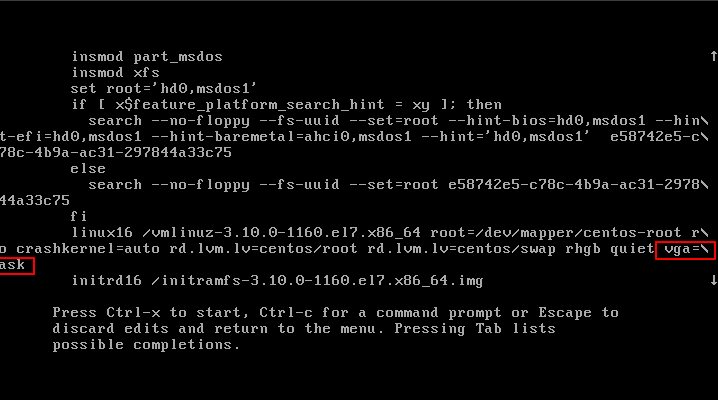 insmod part_msdos
insmod xfs
set root='hd0,msdos1'
if [ x$feature_platform_search_hint = xy ]; then
search --no-floppy --fs-uuid --set=root --hint-bios=hd0,msdos1 --hin\
t-efi=hd0,msdos1 --hint-baremetal=ahci0,msdos1 --hint='hd0,msdos1'  e58742e5-c\
78c-4b9a-ac31-297844a33c75
else
search --no-floppy --fs-uuid --set=root e58742e5-c78c-4b9a-ac31-2978\
44a33c75
fi
linux16 /vmlinuz-3.10.0-1160.el7.x86_64 root=/dev/mapper/centos-root r\
o crashkernel=auto rd.lvm.lv=centos/root rd.lvm.lv=centos/swap rhgb quiet vga=\
ask
initrd16 /initramfs-3.10.0-1160.el7.x86_64.img
Press Ctrl-x to start, Ctrl-c for a command prompt or Escape to
discard edits and return to the menu. Pressing Tab lists
possible completions.